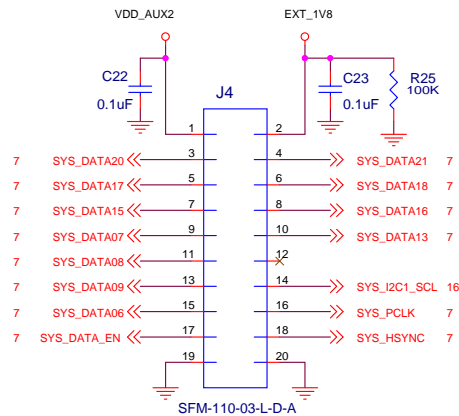 VDD_AUX2 EXT_1V8
C22 C23 R25
0.1uF J4 0.1uF 100K
1 2
7 SYS_DATA20 3 4 SYS_DATA21 7
7 SYS_DATA17 5 6 SYS_DATA18 7
7 SYS_DATA15 7 8 SYS_DATA16 7
7 SYS_DATA07 9 10 SYS_DATA13 7
7 SYS_DATA08 11 12
7 SYS_DATA09 13 14 SYS_I2C1_SCL 16
7 SYS_DATA06 15 16 SYS_PCLK 7
7 SYS_DATA_EN 17 18 SYS_HSYNC 7
19 20
SFM-110-03-L-D-A